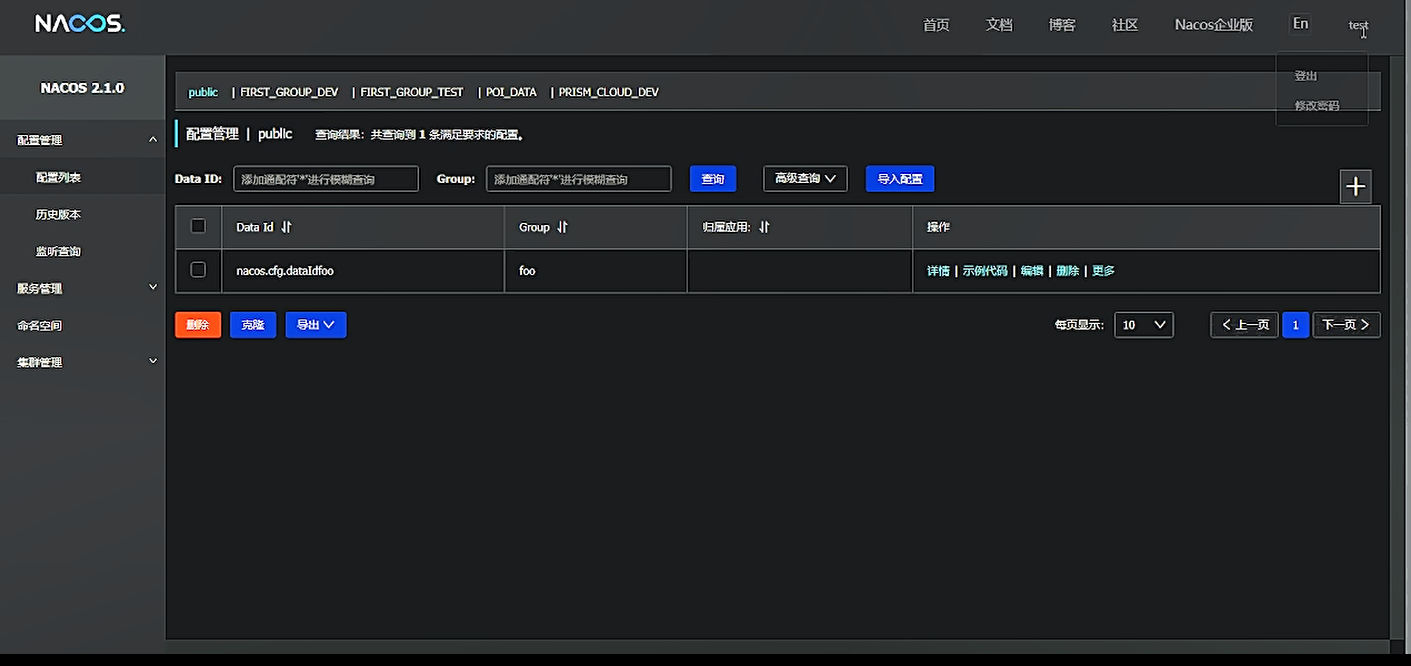 NACOS.
首页 文档 博客 社区 Nacos企业版 En test
登出
修改密码
NACOS 2.1.0
配置管理
配置列表
历史版本
监听查询
服务管理
命名空间
集群管理
public | FIRST_GROUP_DEV | FIRST_GROUP_TEST | POI_DATA | PRISM_CLOUD_DEV
配置管理 | public 查询结果：共查询到 1 条满足要求的配置。
Data ID: 添加通配符'*'进行模糊查询 Group: 添加通配符'*'进行模糊查询 查询 高级查询 导入配置
Data Id Group 归属应用: 操作
nacos.cfg.dataIdfoo foo 详情 | 示例代码 | 编辑 | 删除 | 更多
删除 克隆 导出 每页显示: 10 上一页 1 下一页